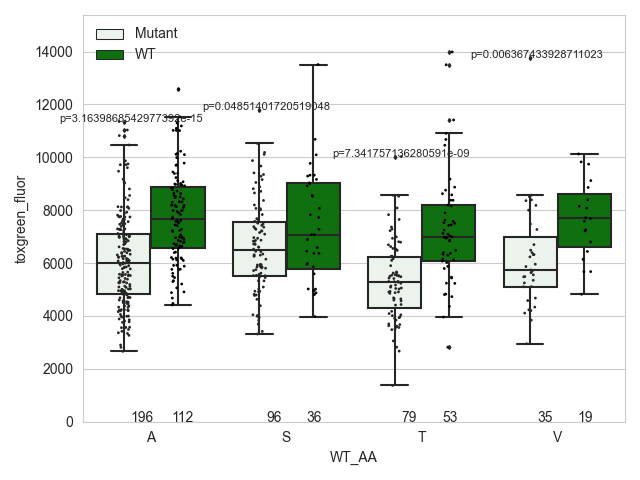 Mutant
WT
14000
12000
10000
8000
6000
4000
2000
0
toxgreen_fluor
p=0.006367433928711023
p=0.04851401720519048
p=7.341757136280591e-09
196
112
96
36
79
53
35
19
A
S
T
V
WT_AA